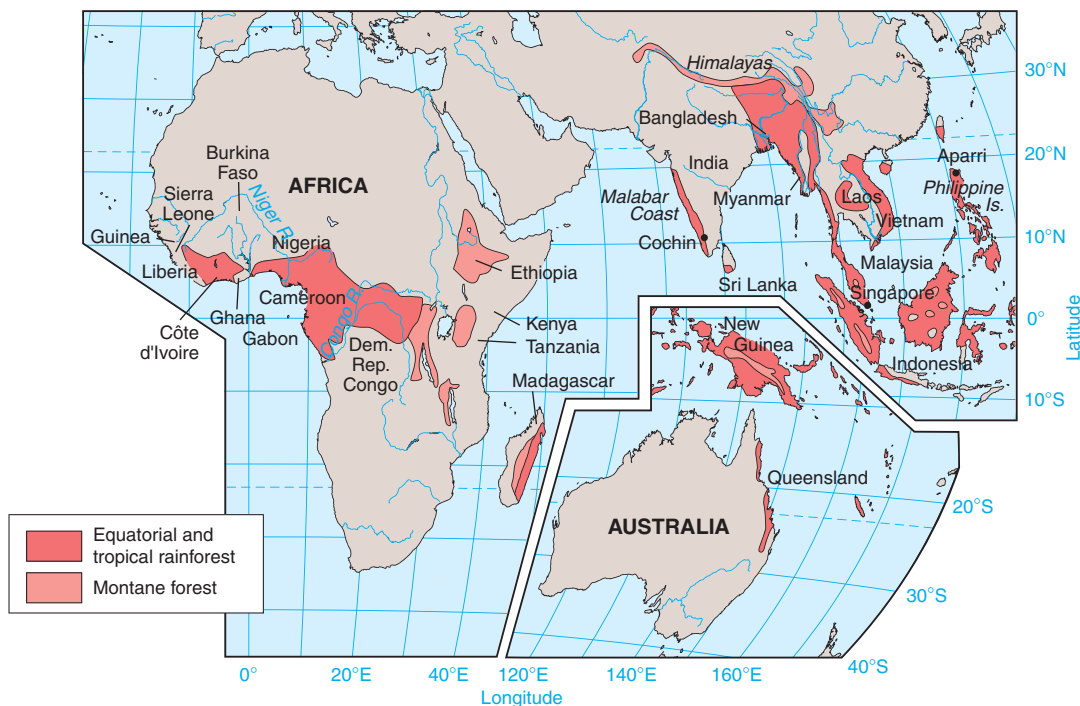 Himalayas
30°N
Bangladesh
Burkina
Faso
India
20°N
Aparri
AFRICA
Sierra
Leone
Niger R.
Malabar
Coast
Myanmar
Laos
Philippine
Is.
Vietnam
Guinea
Nigeria
Cochin
10°N
Liberia
Ethiopia
Malaysia
Sri Lanka
Singapore
Cameroon
Congo R.
Ghana
Gabon
Côte
d'Ivoire
Kenya
Tanzania
New
Guinea
0°
Latitude
Dem.
Rep.
Congo
Indonesia
Madagascar
10°S
Queensland
20°S
AUSTRALIA
Equatorial and
tropical rainforest
Montane forest
30°S
40°S
0°
20°E
40°E
120°E
140°E
160°E
Longitude